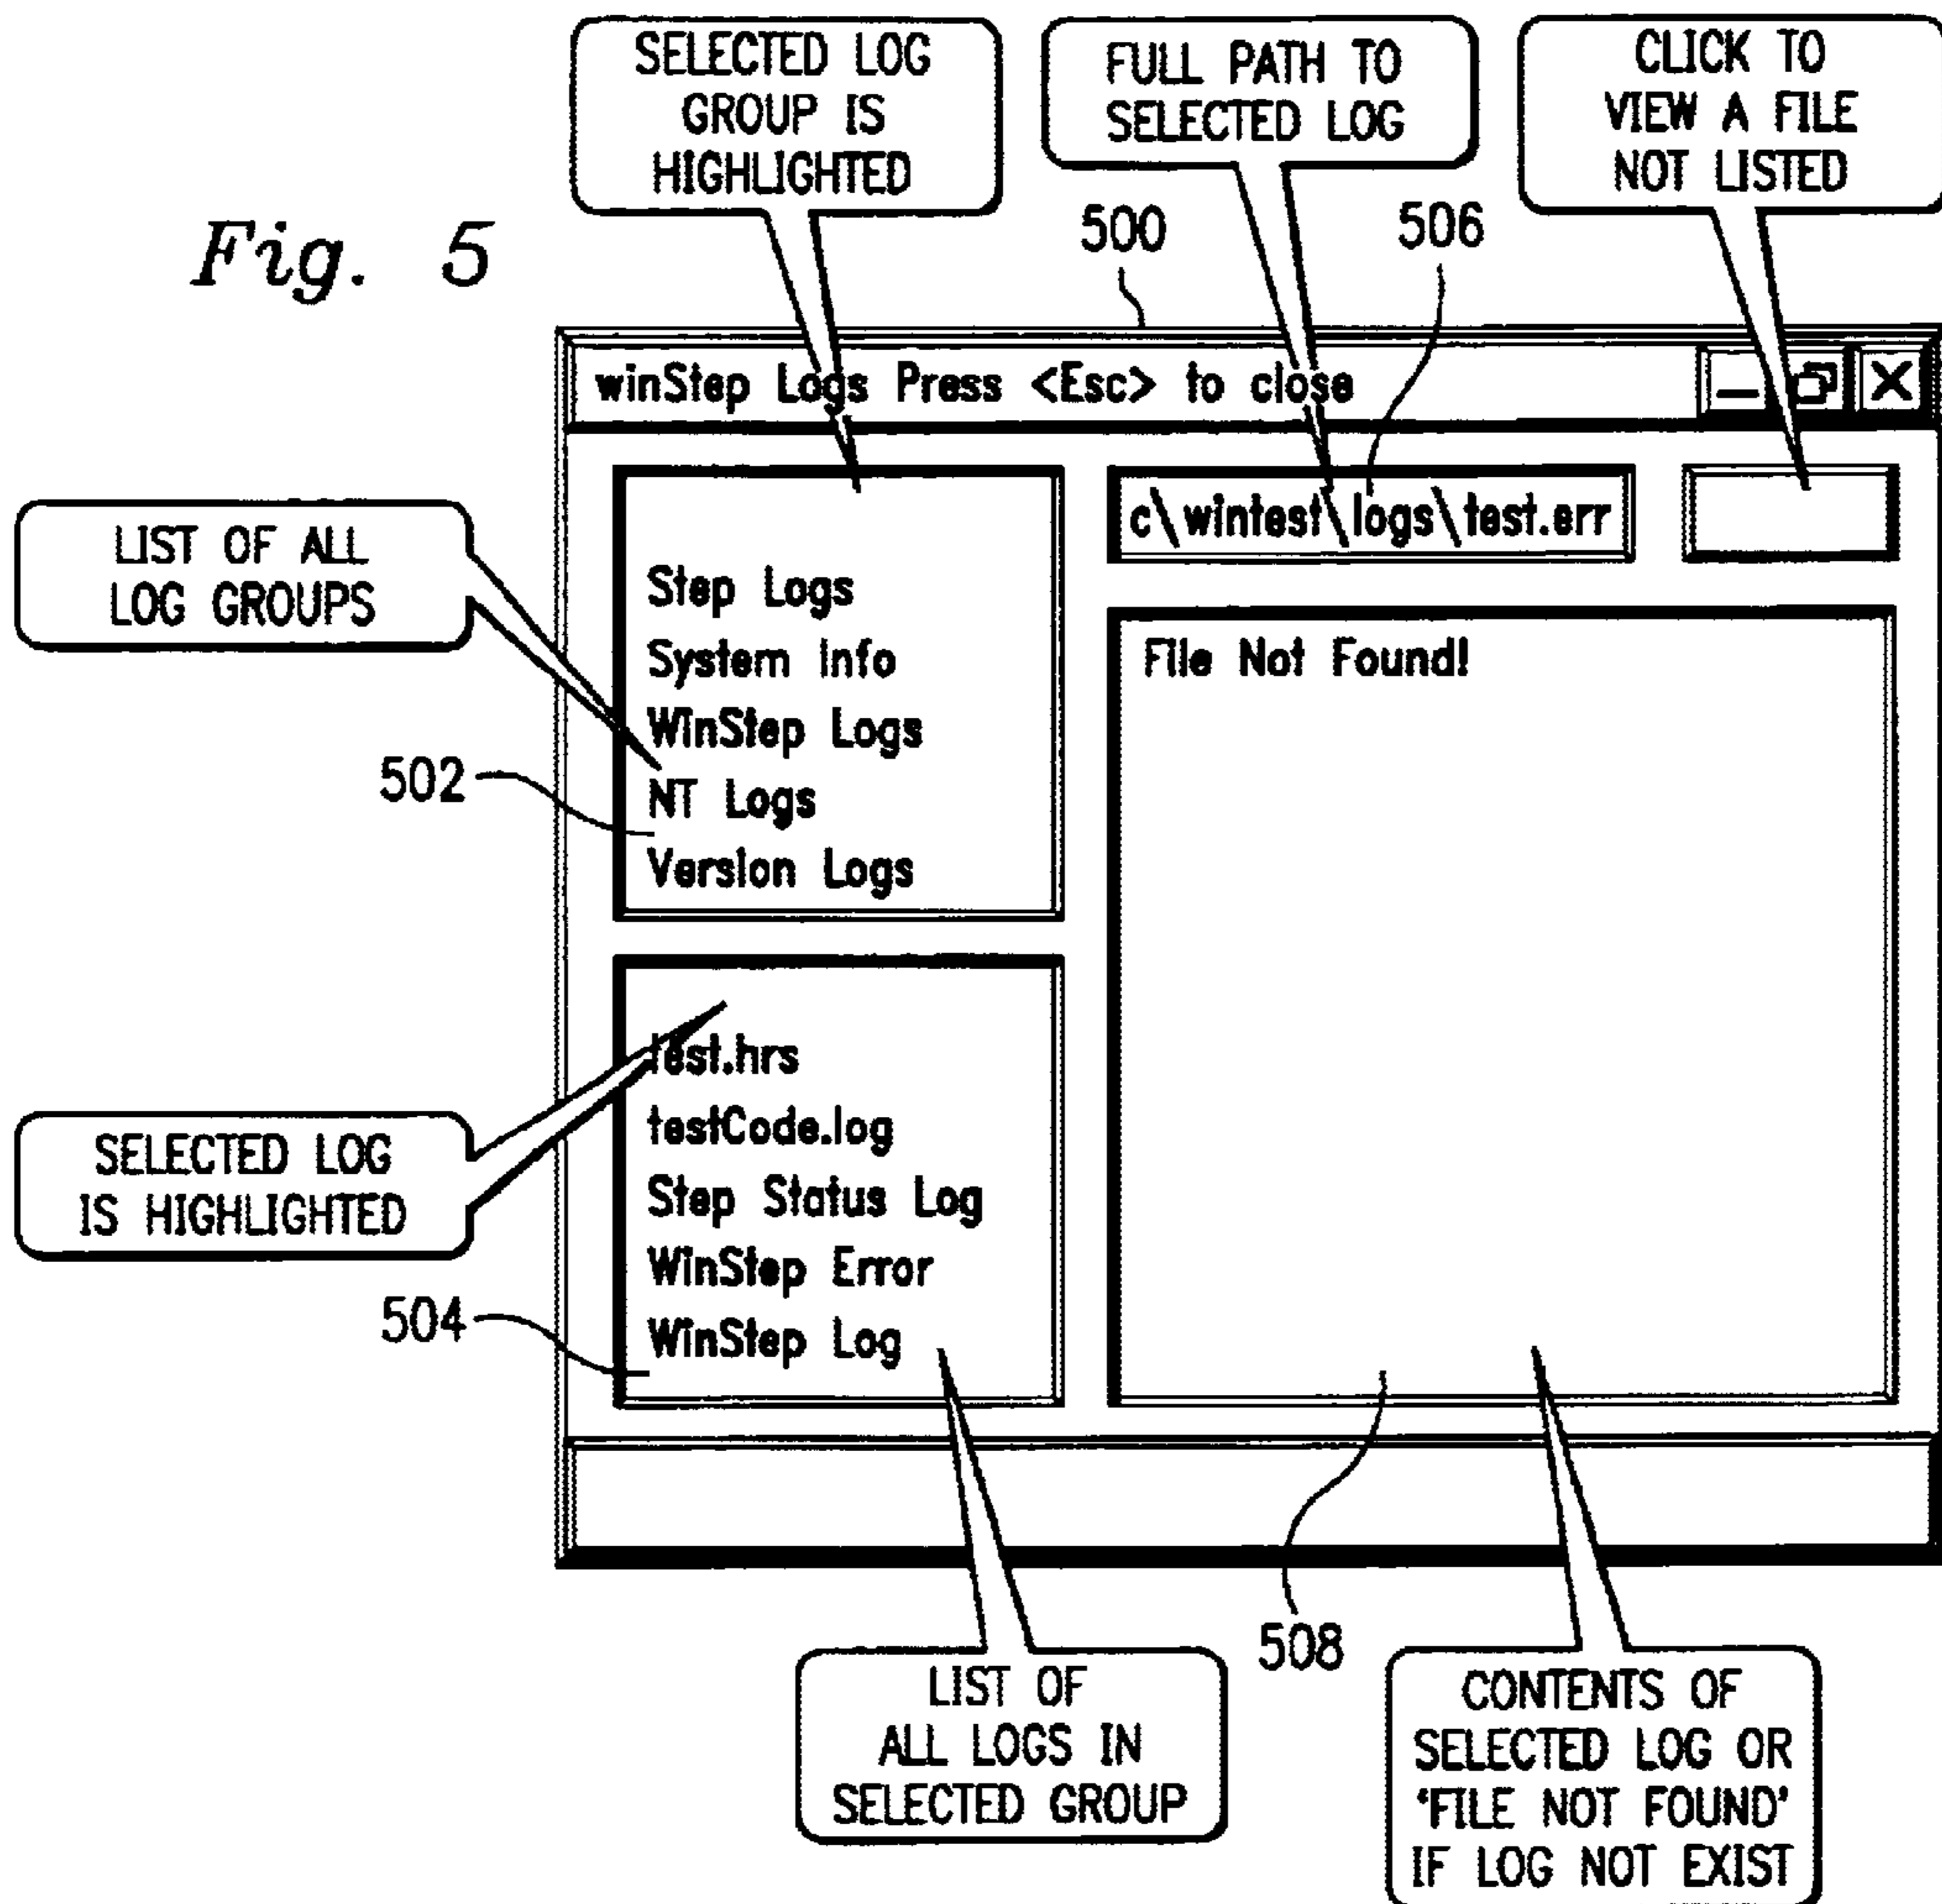 SELECTED LOG
GROUP IS
HIGHLIGHTED
FULL PATH TO
SELECTED LOG
CLICK TO
VIEW A FILE
NOT LISTED
Fig. 5
500
506
winStep Logs Press <Esc> to close
LIST OF ALL
LOG GROUPS
c\wintest\logs\test.err
Step Logs
System Info
WinStep Logs
NT Logs
Version Logs
502
File Not Found!
test.hrs
testCode.log
Step Status Log
WinStep Error
WinStep Log
SELECTED LOG
IS HIGHLIGHTED
504
508
LIST OF
ALL LOGS IN
SELECTED GROUP
CONTENTS OF
SELECTED LOG OR
‘FILE NOT FOUND’
IF LOG NOT EXIST